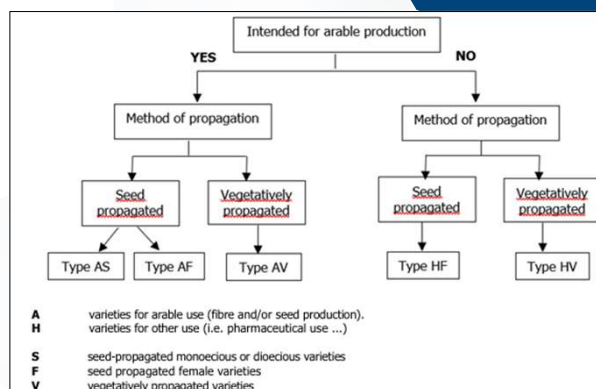 Intended for arable production
YES
NO
Method of propagation
Method of propagation
Seed propagated
Vegetatively propagated
Seed propagated
Vegetatively propagated
Type AS
Type AF
Type AV
Type HF
Type HV
A varieties for arable use (fibre and/or seed production).
H varieties for other use (i.e. pharmaceutical use ...)
S seed-propagated monoecious or dioecious varieties
F seed propagated female varieties
V vegetatively propagated varieties